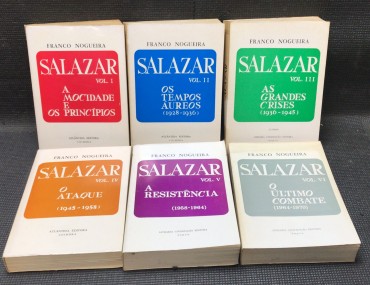 FRANCO NOGUEIRA
SALAZAR
VOL. I
A
MOCIDADE
E
OS PRINCÍPIOS
FRANCO NOGUEIRA
SALAZAR
VOL. II
OS
TEMPOS
ÁUREOS
(1928-1936)
FRANCO NOGUEIRA
SALAZAR
VOL. III
AS
GRANDES
CRISES
(1936-1945)
FRANCO NOGUEIRA
SALAZAR
VOL. IV
O
ATAQUE
(1945-1958)
FRANCO NOGUEIRA
SALAZAR
VOL. V
A
RESISTÊNCIA
(1958-1964)
FRANCO NOGUEIRA
SALAZAR
VOL. VI
O
ÚLTIMO
COMBATE
(1964-1970)